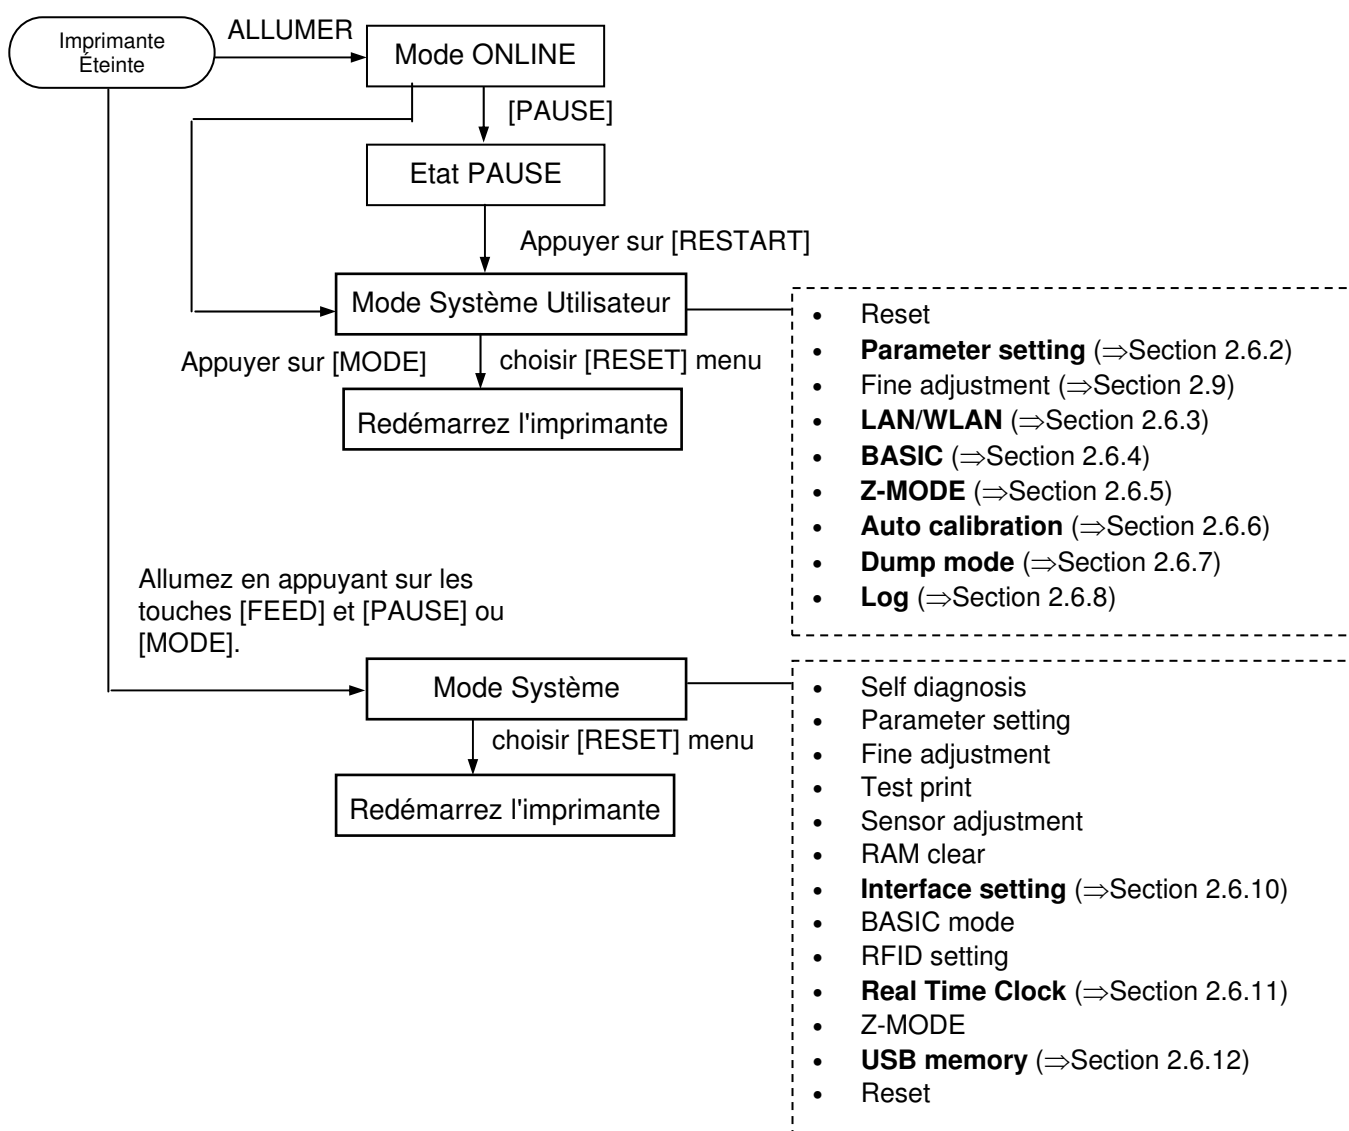 Imprimante
Éteinte
ALLUMER
Mode ONLINE
[PAUSE]
Etat PAUSE
Appuyer sur [RESTART]
Mode Système Utilisateur
Appuyer sur [MODE]
choisir [RESET] menu
Redémarrez l'imprimante
• Reset
• Parameter setting (⇒Section 2.6.2)
• Fine adjustment (⇒Section 2.9)
• LAN/WLAN (⇒Section 2.6.3)
• BASIC (⇒Section 2.6.4)
• Z-MODE (⇒Section 2.6.5)
• Auto calibration (⇒Section 2.6.6)
• Dump mode (⇒Section 2.6.7)
• Log (⇒Section 2.6.8)
Allumez en appuyant sur les
touches [FEED] et [PAUSE] ou
[MODE].
Mode Système
choisir [RESET] menu
Redémarrez l'imprimante
• Self diagnosis
• Parameter setting
• Fine adjustment
• Test print
• Sensor adjustment
• RAM clear
• Interface setting (⇒Section 2.6.10)
• BASIC mode
• RFID setting
• Real Time Clock (⇒Section 2.6.11)
• Z-MODE
• USB memory (⇒Section 2.6.12)
• Reset